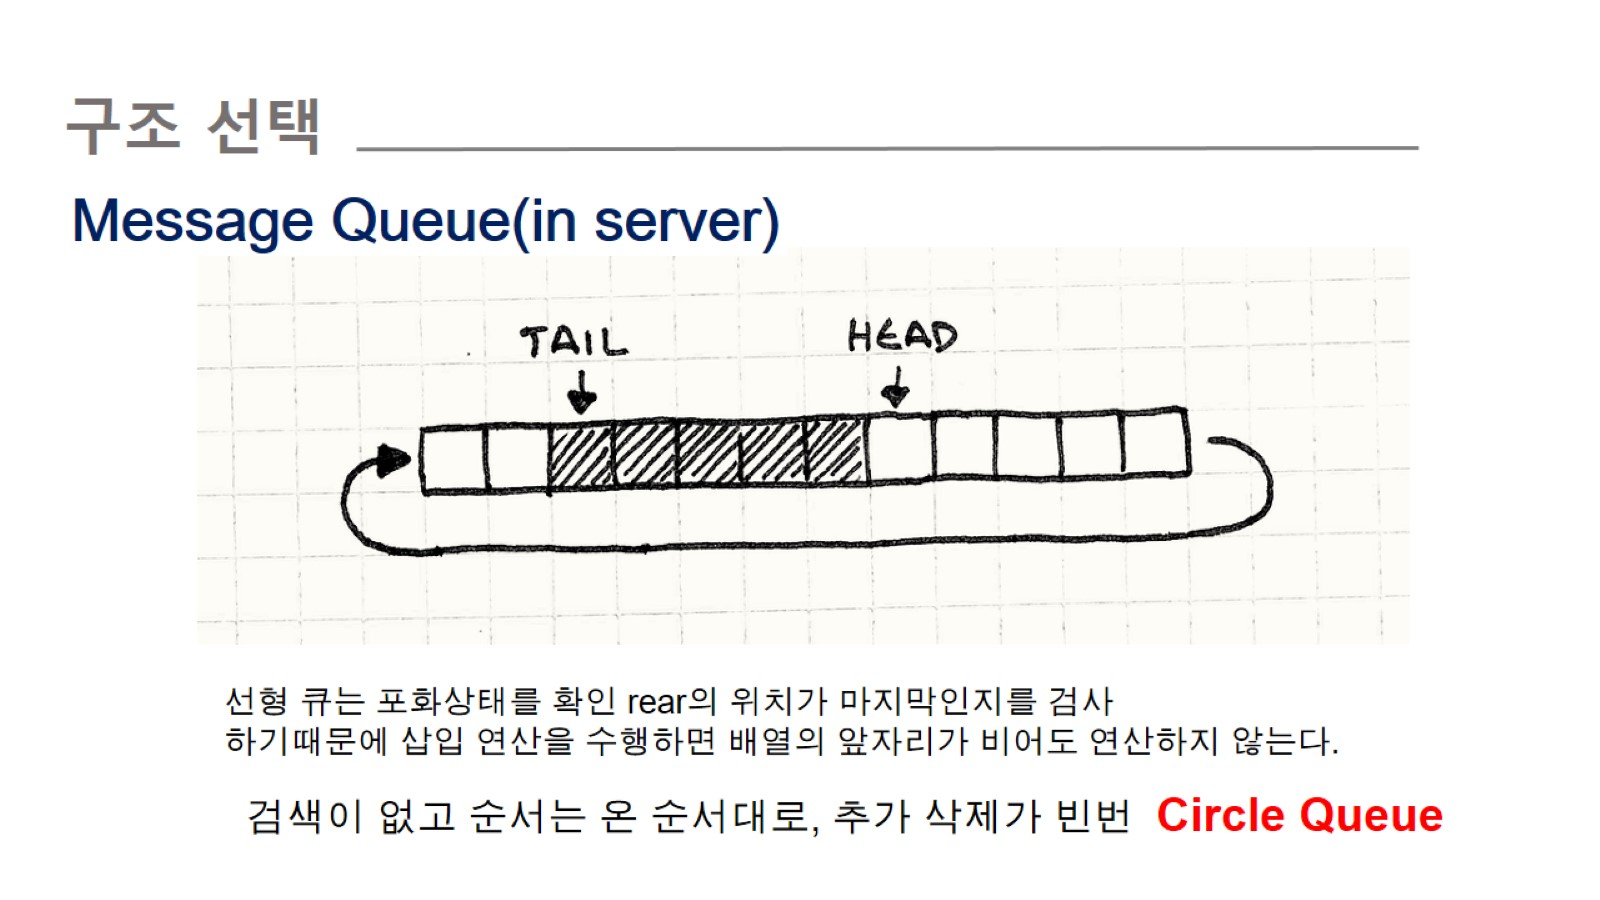 구조 선택
Message Queue(in server)
TAIL
HEAD
선형 큐는 포화상태를 확인 rear의 위치가 마지막인지를 검사
하기때문에 삽입 연산을 수행하면 배열의 앞자리가 비어도 연산하지 않는다.
검색이 없고 순서는 온 순서대로, 추가 삭제가 빈번 Circle Queue